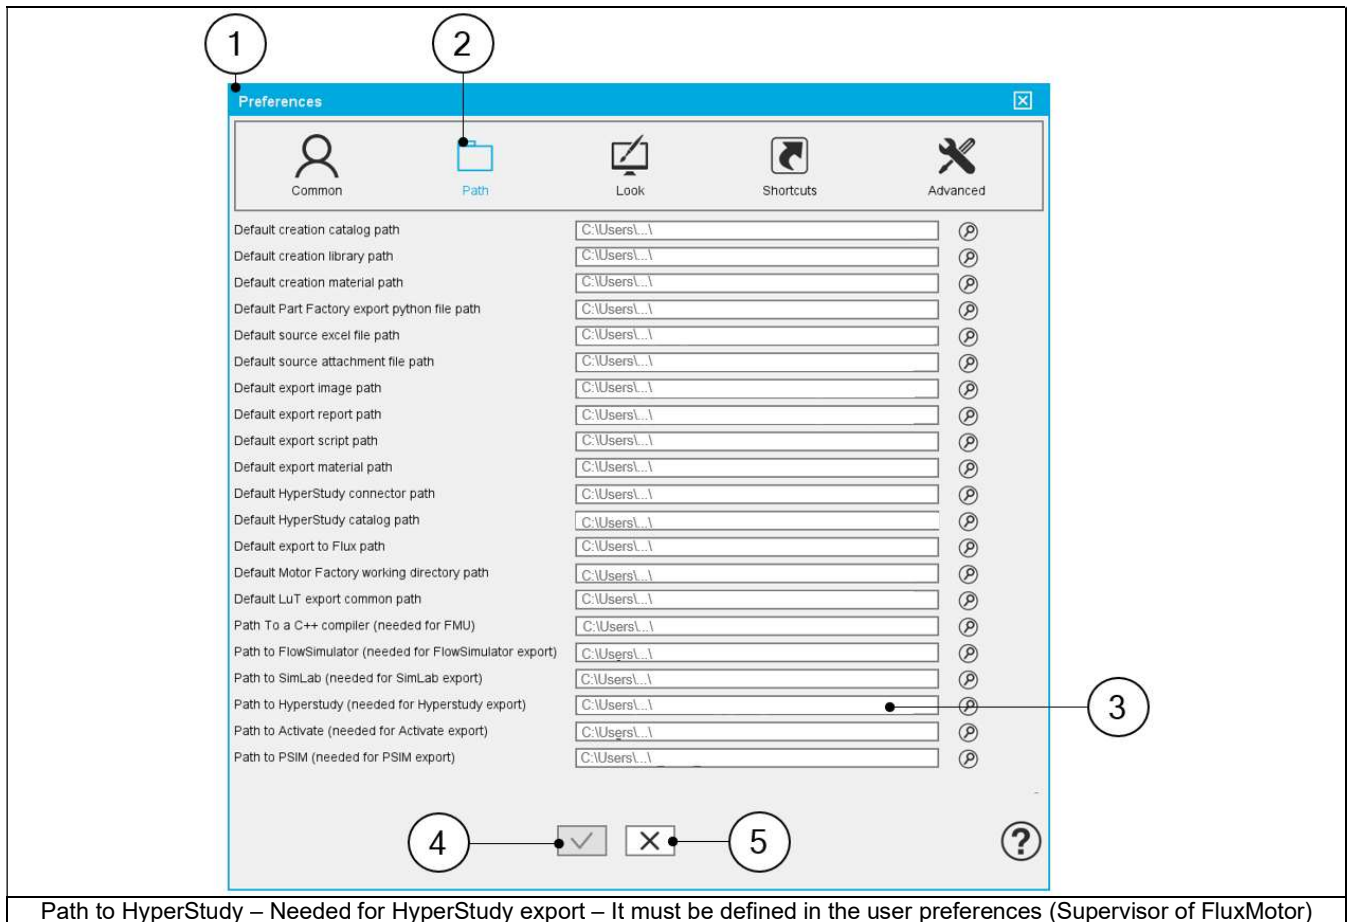 1
2
Preferences
Common Path Look Shortcuts Advanced
Default creation catalog path C:\Users\...\
Default creation library path C:\Users\...\
Default creation material path C:\Users\...\
Default Part Factory export python file path C:\Users\...\
Default source excel file path C:\Users\...\
Default source attachment file path C:\Users\...\
Default export image path C:\Users\...\
Default export report path C:\Users\...\
Default export script path C:\Users\...\
Default export material path C:\Users\...\
Default HyperStudy connector path C:\Users\...\
Default HyperStudy catalog path C:\Users\...\
Default export to Flux path C:\Users\...\
Default Motor Factory working directory path C:\Users\...\
Default LuT export common path C:\Users\...\
Path To a C++ compiler (needed for FMU) C:\Users\...\
Path to FlowSimulator (needed for FlowSimulator export) C:\Users\...\
Path to SimLab (needed for SimLab export) C:\Users\...\
Path to Hyperstudy (needed for Hyperstudy export) C:\Users\...\
3
Path to Activate (needed for Activate export) C:\Users\...\
Path to PSIM (needed for PSIM export) C:\Users\...\
4
5
?
Path to HyperStudy – Needed for HyperStudy export – It must be defined in the user preferences (Supervisor of FluxMotor)